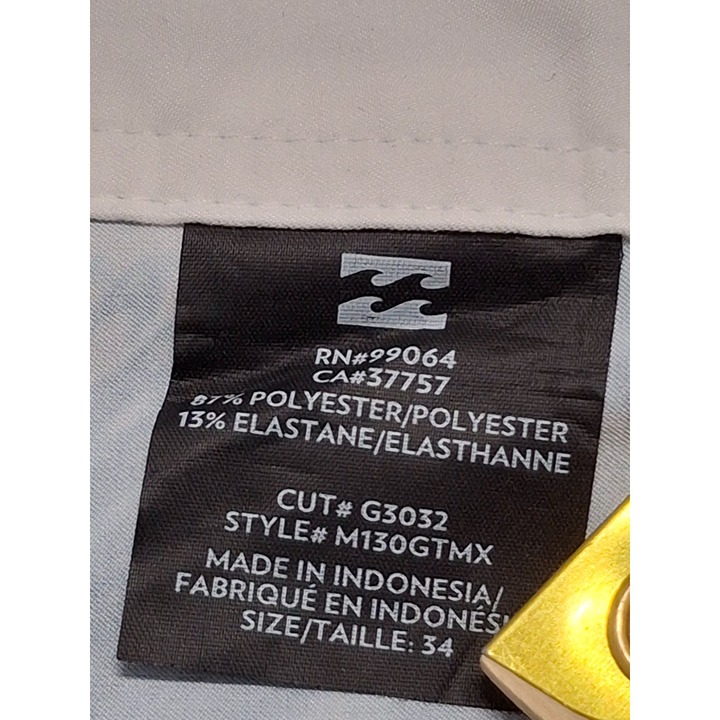 RN#99064
CA#37757
87% POLYESTER/POLYESTER
13% ELASTANE/ELASTHANNE
CUT# G3032
STYLE# M130GTMX
MADE IN INDONESIA/
FABRIQUÉ EN INDONÉSI
SIZE/TAILLE: 34